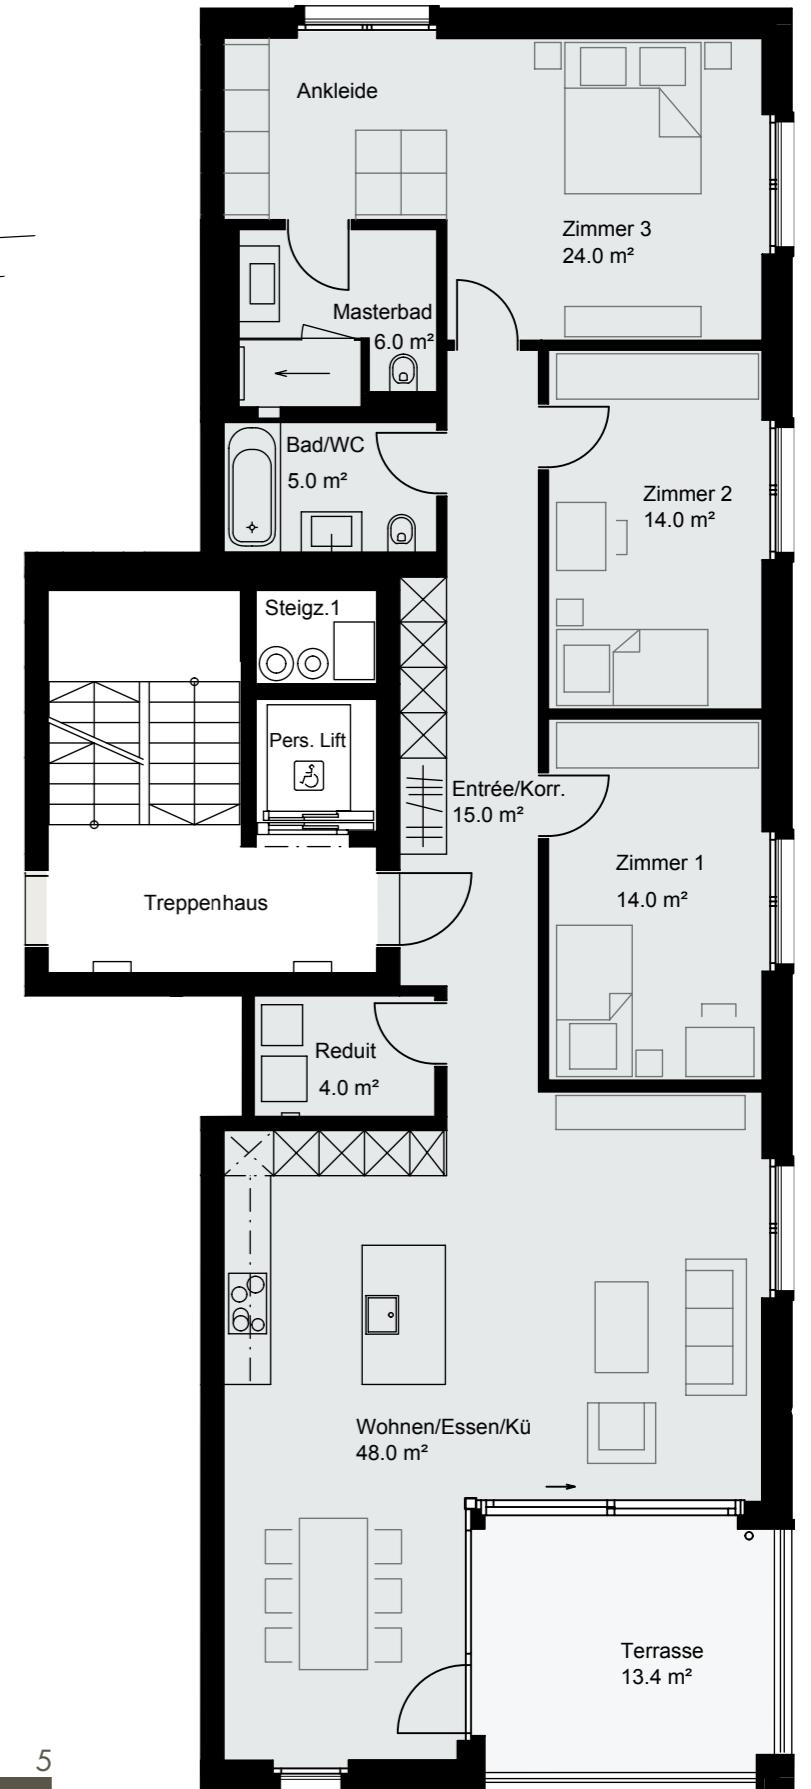 Ankleide
Zimmer 3
24.0 m²
Masterbad
6.0 m²
Bad/WC
5.0 m²
Zimmer 2
14.0 m²
Steigz.1
Pers. Lift
Entrée/Korr.
15.0 m²
Zimmer 1
14.0 m²
Treppenhaus
Reduit
4.0 m²
Wohnen/Essen/Kü
48.0 m²
Terrasse
13.4 m²
5